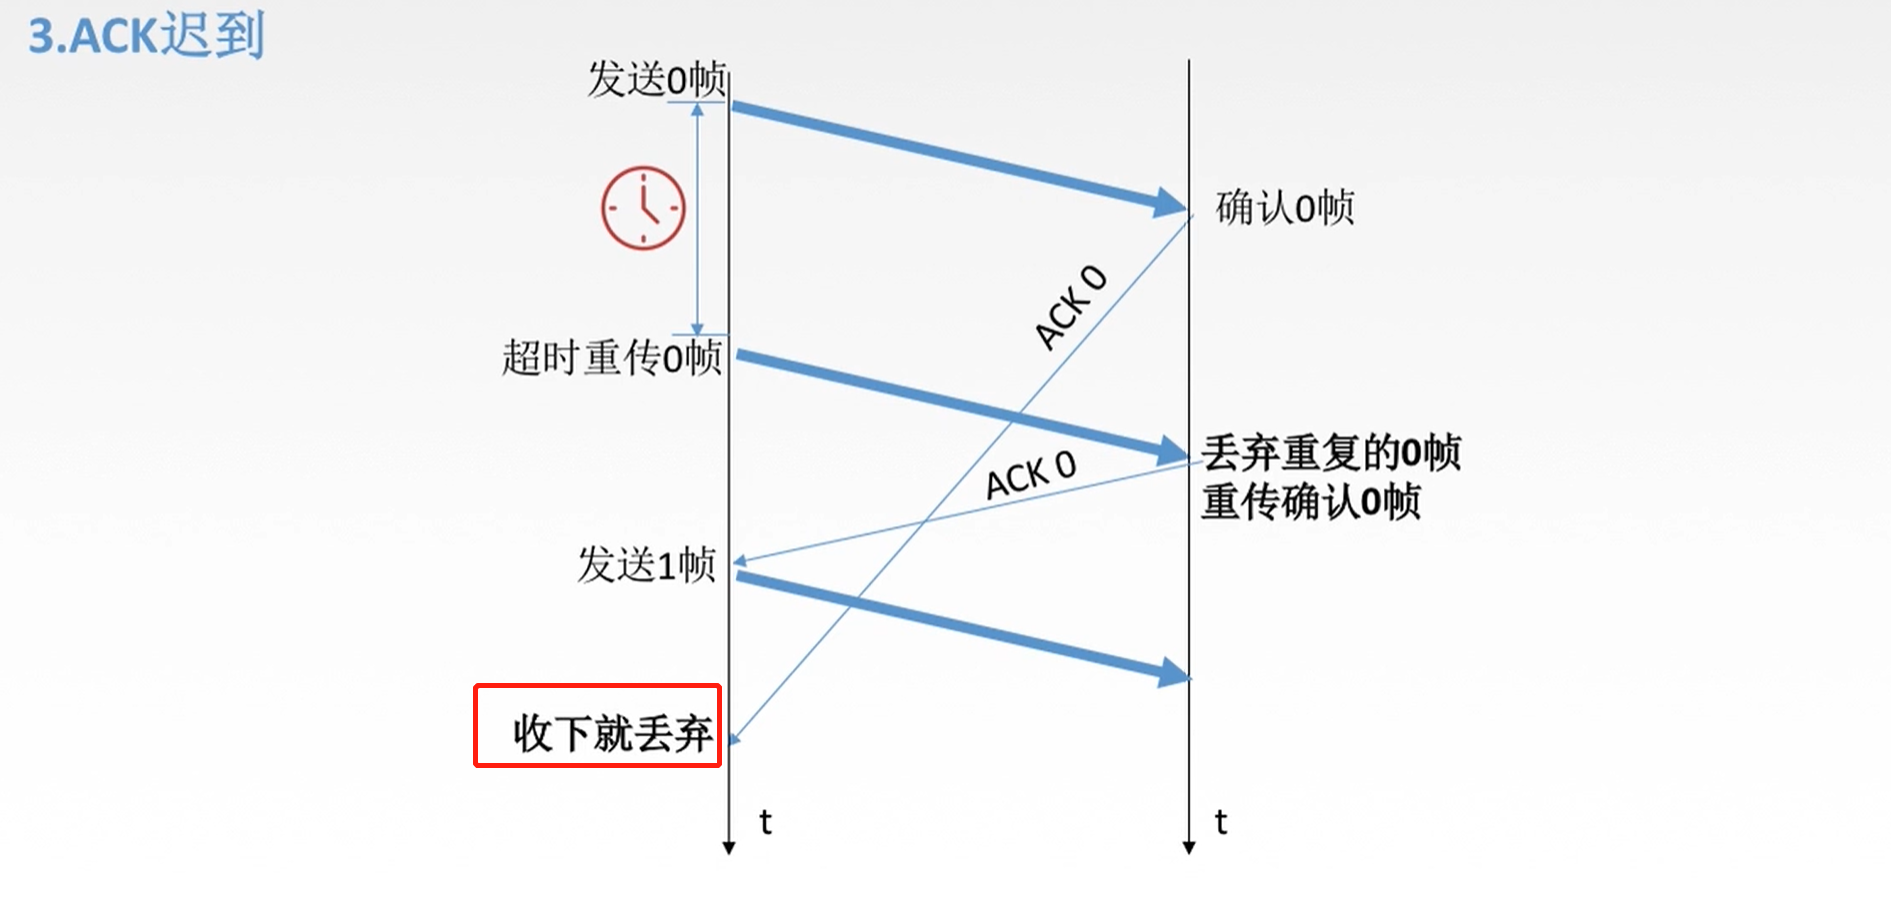 3.ACK迟到
发送0帧
确认0帧
ACK 0
超时重传0帧
丢弃重复的0帧
重传确认0帧
ACK 0
发送1帧
收下就丢弃
t
t